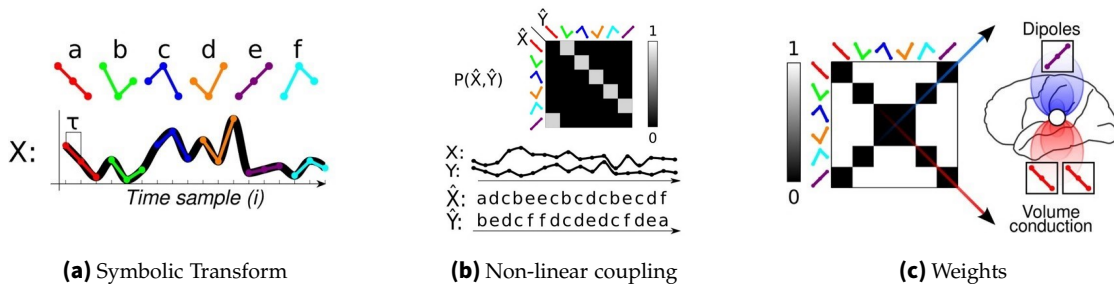 a b c d e f
τ
X:
Time sample (i)
(a) Symbolic Transform
Ŷ
X̂
P(X̂,Ŷ)
1
0
X:
Y:
X̂: adcbeecbcdcbecdf
Ŷ: bedcffdcdedcfdea
(b) Non-linear coupling
1
0
Dipoles
Volume
conduction
(c) Weights